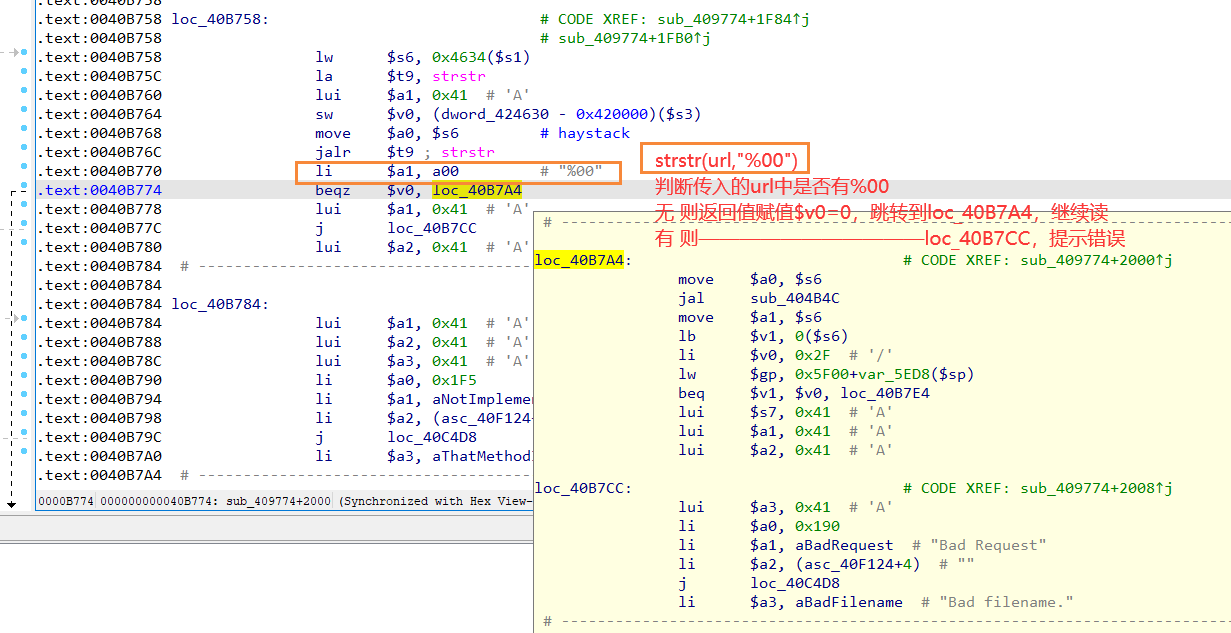 .text:0040B758
.text:0040B758 loc_40B758: # CODE XREF: sub_409774+1F84↑j
.text:0040B758 # sub_409774+1FB0↑j
.text:0040B758 lw $s6, 0x4634($s1)
.text:0040B75C la $t9, strstr
.text:0040B760 lui $a1, 0x41 # 'A'
.text:0040B764 sw $v0, (dword_424630 - 0x420000)($s3)
.text:0040B768 move $a0, $s6 # haystack
.text:0040B76C jalr $t9 ; strstr
.text:0040B770 li $a1, a00 # "%00"
.text:0040B774 beqz $v0, loc_40B7A4
.text:0040B778 lui $a1, 0x41 # 'A'
.text:0040B77C j loc_40B7CC
.text:0040B780 lui $a2, 0x41 # 'A'
.text:0040B784 # ---------------------------------
.text:0040B784
.text:0040B784 loc_40B784:
.text:0040B784 lui $a1, 0x41 # 'A'
.text:0040B788 lui $a2, 0x41 # 'A'
.text:0040B78C lui $a3, 0x41 # 'A'
.text:0040B790 li $a0, 0x1F5
.text:0040B794 li $a1, aNotImplemen
.text:0040B798 li $a2, (asc_40F124+
.text:0040B79C j loc_40C4D8
.text:0040B7A0 li $a3, aThatMethod
.text:0040B7A4 # ---------------------------------
0000B774 000000000040B774: sub_409774+2000 (Synchronized with Hex View-
strstr(url,"%00")
判断传入的url中是否有%00
无 则返回值赋值$v0=0，跳转到loc_40B7A4，继续读
有 则——————————loc_40B7CC，提示错误
# ---------------------------------
loc_40B7A4: # CODE XREF: sub_409774+2000↑j
move $a0, $s6
jal sub_404B4C
move $a1, $s6
lb $v1, 0($s6)
li $v0, 0x2F # '/'
lw $gp, 0x5F00+var_5ED8($sp)
beq $v1, $v0, loc_40B7E4
lui $s7, 0x41 # 'A'
lui $a1, 0x41 # 'A'
lui $a2, 0x41 # 'A'
loc_40B7CC: # CODE XREF: sub_409774+2008↑j
lui $a3, 0x41 # 'A'
li $a0, 0x190
li $a1, aBadRequest # "Bad Request"
li $a2, (asc_40F124+4) # ""
j loc_40C4D8
li $a3, aBadFilename # "Bad filename."
# ---------------------------------